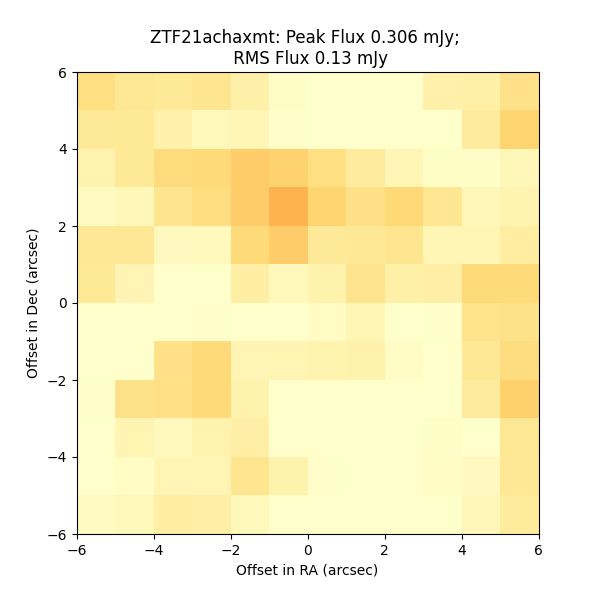 ZTF21achaxmt: Peak Flux 0.306 mJy;
RMS Flux 0.13 mJy
6
4
2
0
−2
−4
−6
Offset in Dec (arcsec)
−6 −4 −2 0 2 4 6
Offset in RA (arcsec)